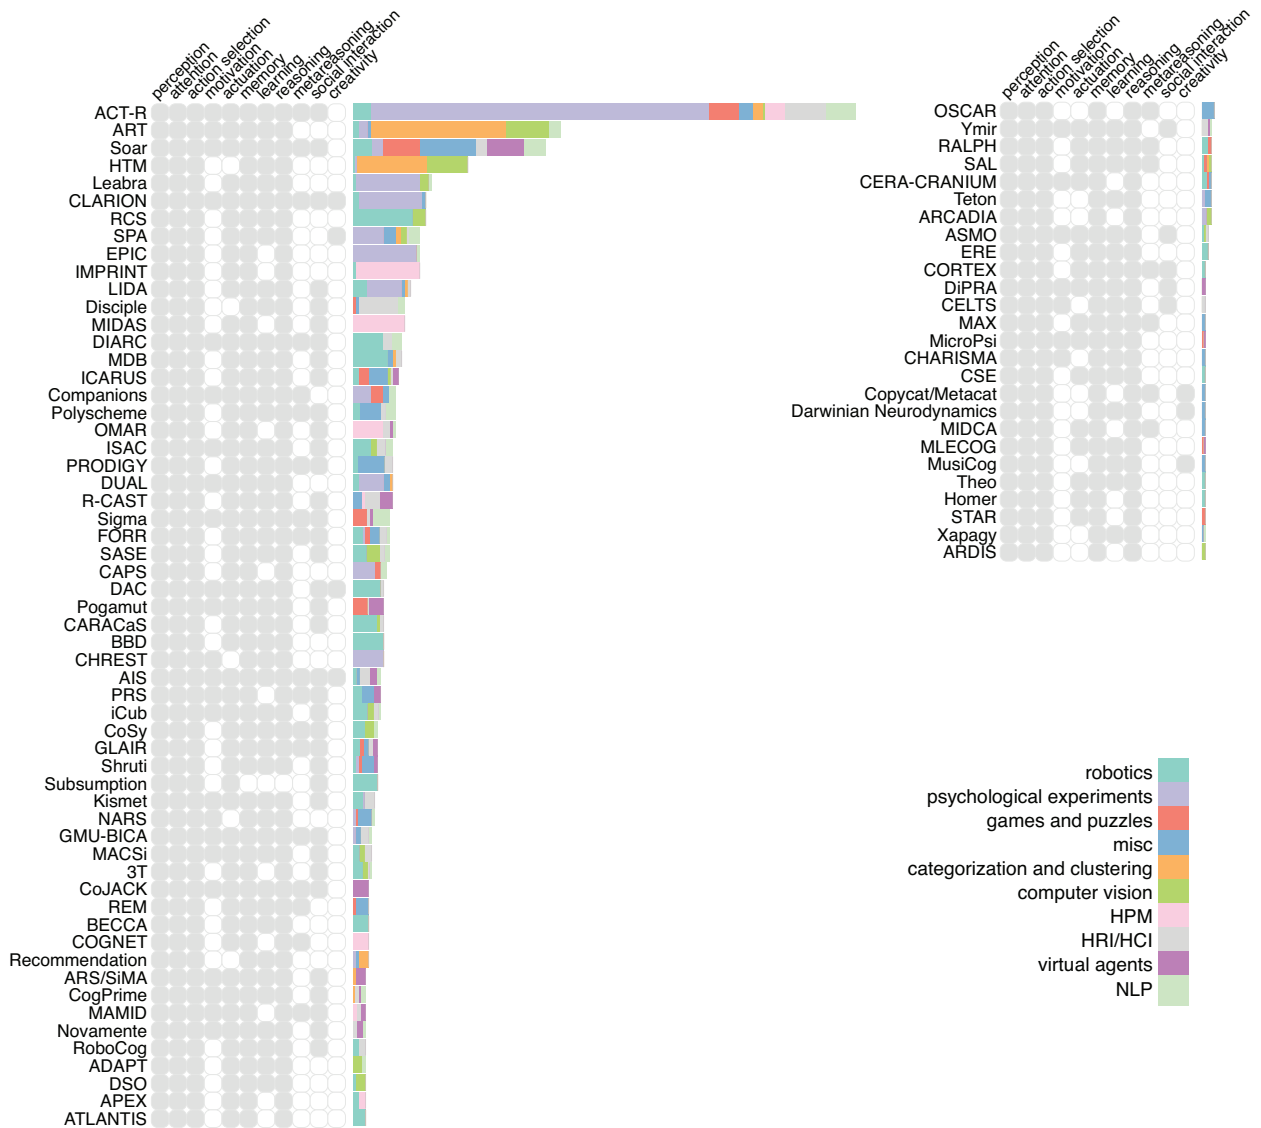 perception
attention
action selection
motivation
actuation
memory
learning
reasoning
metareasoning
social interaction
creativity
ACT-R
ART
Soar
HTM
Leabra
CLARION
RCS
SPA
EPIC
IMPRINT
LIDA
Disciple
MIDAS
DIARC
MDB
ICARUS
Companions
Polyscheme
OMAR
ISAC
PRODIGY
DUAL
R-CAST
Sigma
FORR
SASE
CAPS
DAC
Pogamut
CARACaS
BBD
CHREST
AIS
PRS
iCub
CoSy
GLAIR
Shruti
Subsumption
Kismet
NARS
GMU-BICA
MACSi
3T
CoJACK
REM
BECCA
COGNET
Recommendation
ARS/SiMA
CogPrime
MAMID
Novamente
RoboCog
ADAPT
DSO
APEX
ATLANTIS
perception
attention
action selection
motivation
actuation
memory
learning
reasoning
metareasoning
social interaction
creativity
OSCAR
Ymir
RALPH
SAL
CERA-CRANIUM
Teton
ARCADIA
ASMO
ERE
CORTEX
DiPRA
CELTS
MAX
MicroPsi
CHARISMA
CSE
Copycat/Metacat
Darwinian Neurodynamics
MIDCA
MLECOG
MusiCog
Theo
Homer
STAR
Xapagy
ARDIS
robotics
psychological experiments
games and puzzles
misc
categorization and clustering
computer vision
HPM
HRI/HCI
virtual agents
NLP